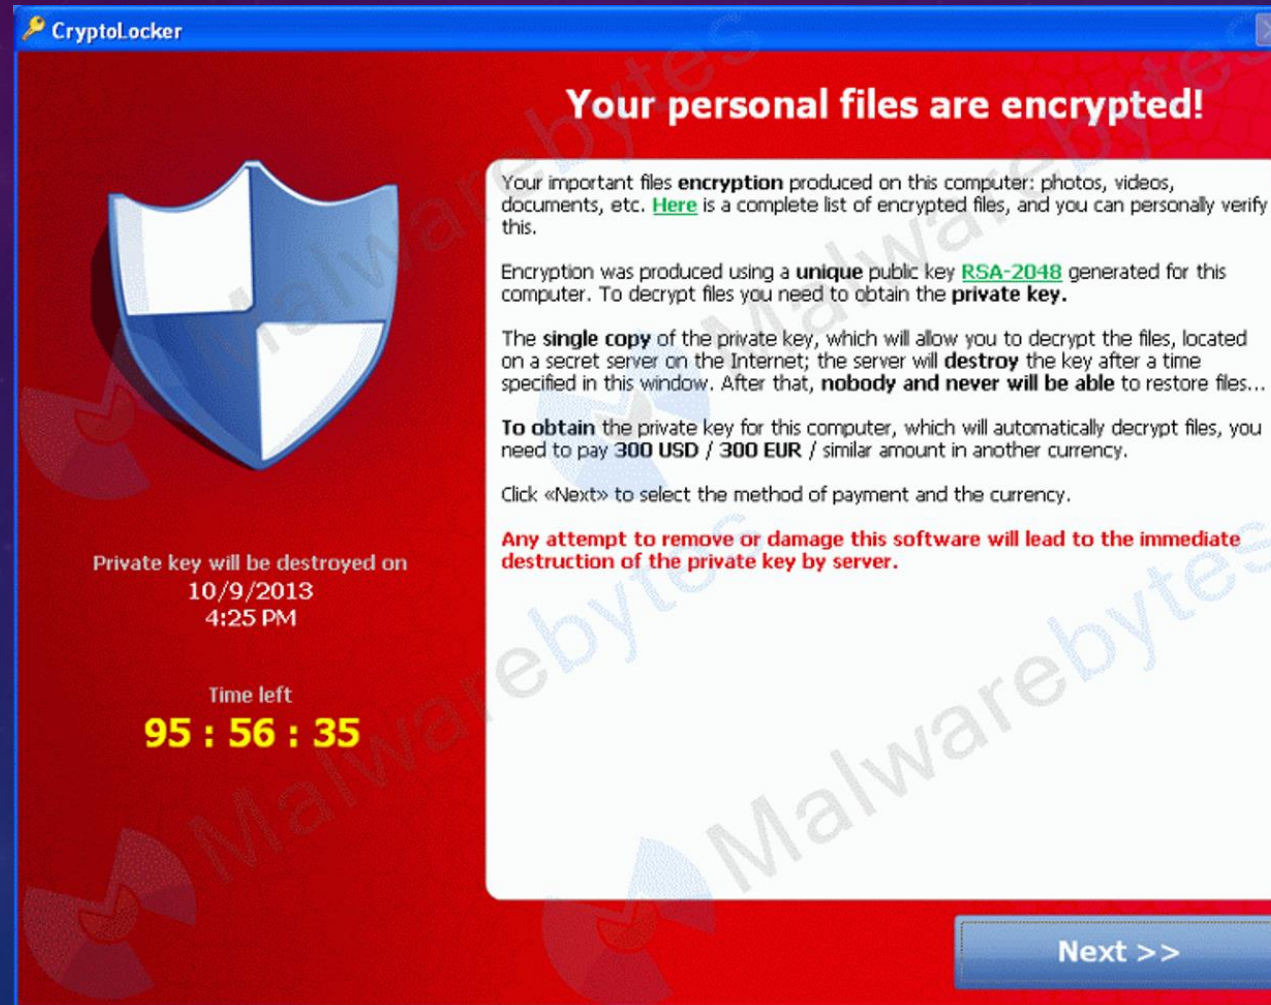 CryptoLocker
Your personal files are encrypted!
Your important files encryption produced on this computer: photos, videos,
documents, etc. Here is a complete list of encrypted files, and you can personally verify
this.
Encryption was produced using a unique public key RSA-2048 generated for this
computer. To decrypt files you need to obtain the private key.
The single copy of the private key, which will allow you to decrypt the files, located
on a secret server on the Internet; the server will destroy the key after a time
specified in this window. After that, nobody and never will be able to restore files...
To obtain the private key for this computer, which will automatically decrypt files, you
need to pay 300 USD / 300 EUR / similar amount in another currency.
Click «Next» to select the method of payment and the currency.
Any attempt to remove or damage this software will lead to the immediate
destruction of the private key by server.
Private key will be destroyed on
10/9/2013
4:25 PM
Time left
95 : 56 : 35
Next >>
Malwarebytes
Malwarebytes
Malwarebytes
Malwarebytes